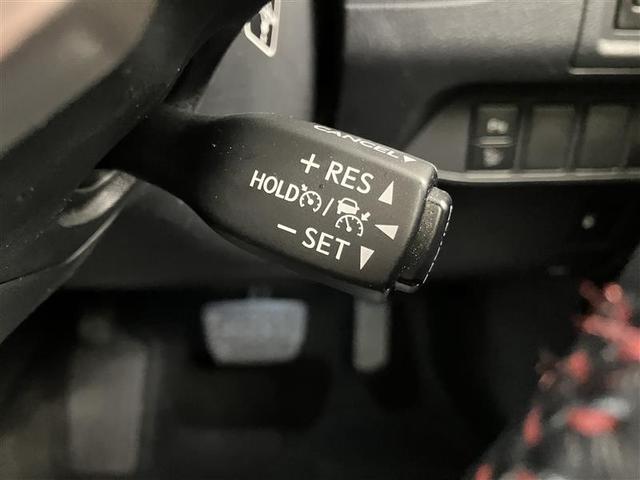 CANCEL
+ RES
HOLD /
− SET